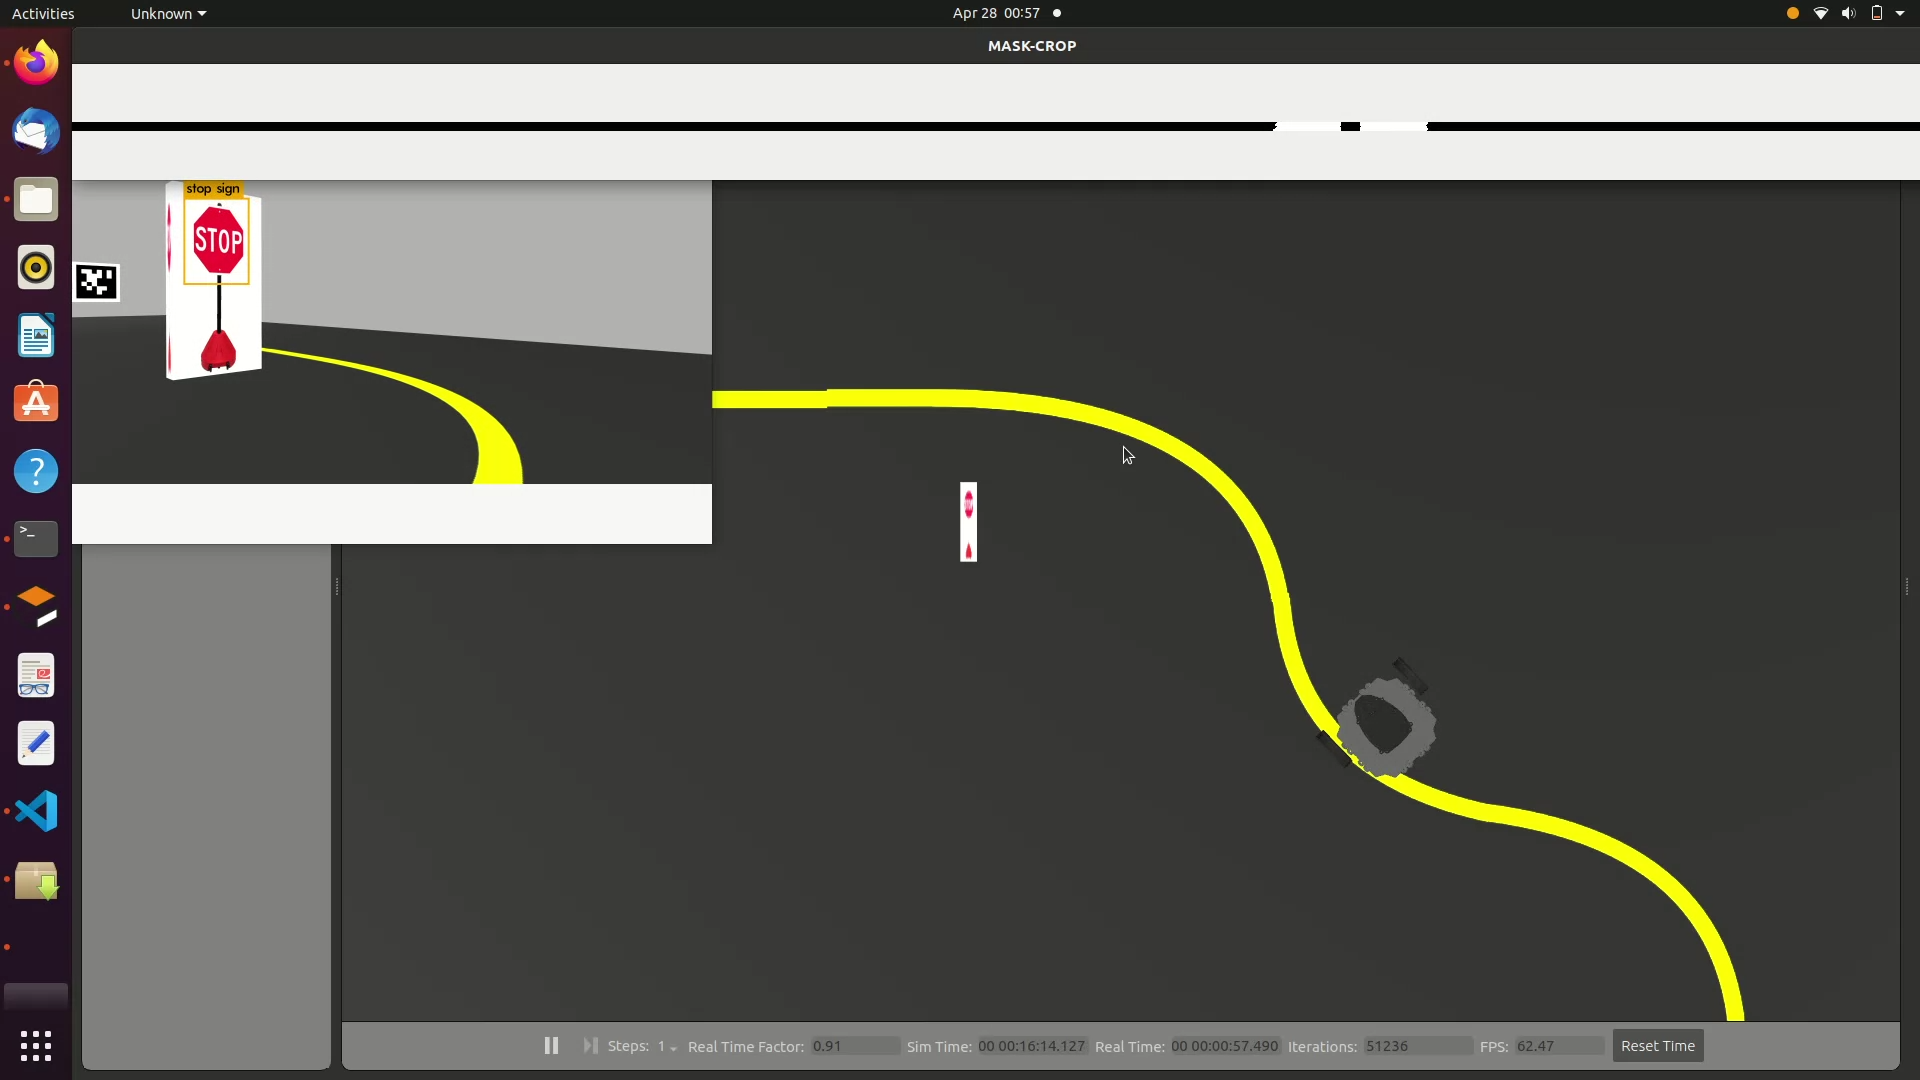 Activities
Unknown
Apr 28 00:57
MASK-CROP
stop sign
STOP
Steps: 1
Real Time Factor: 0.91
Sim Time: 00 00:16:14.127
Real Time: 00 00:00:57.490
Iterations: 51236
FPS: 62.47
Reset Time